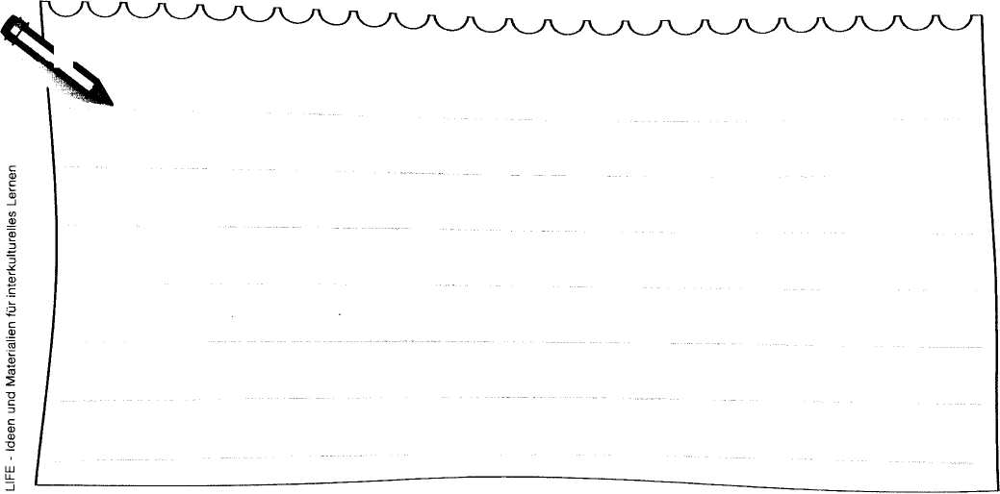 LIFE - Ideen und Materialien für interkulturelles Lernen